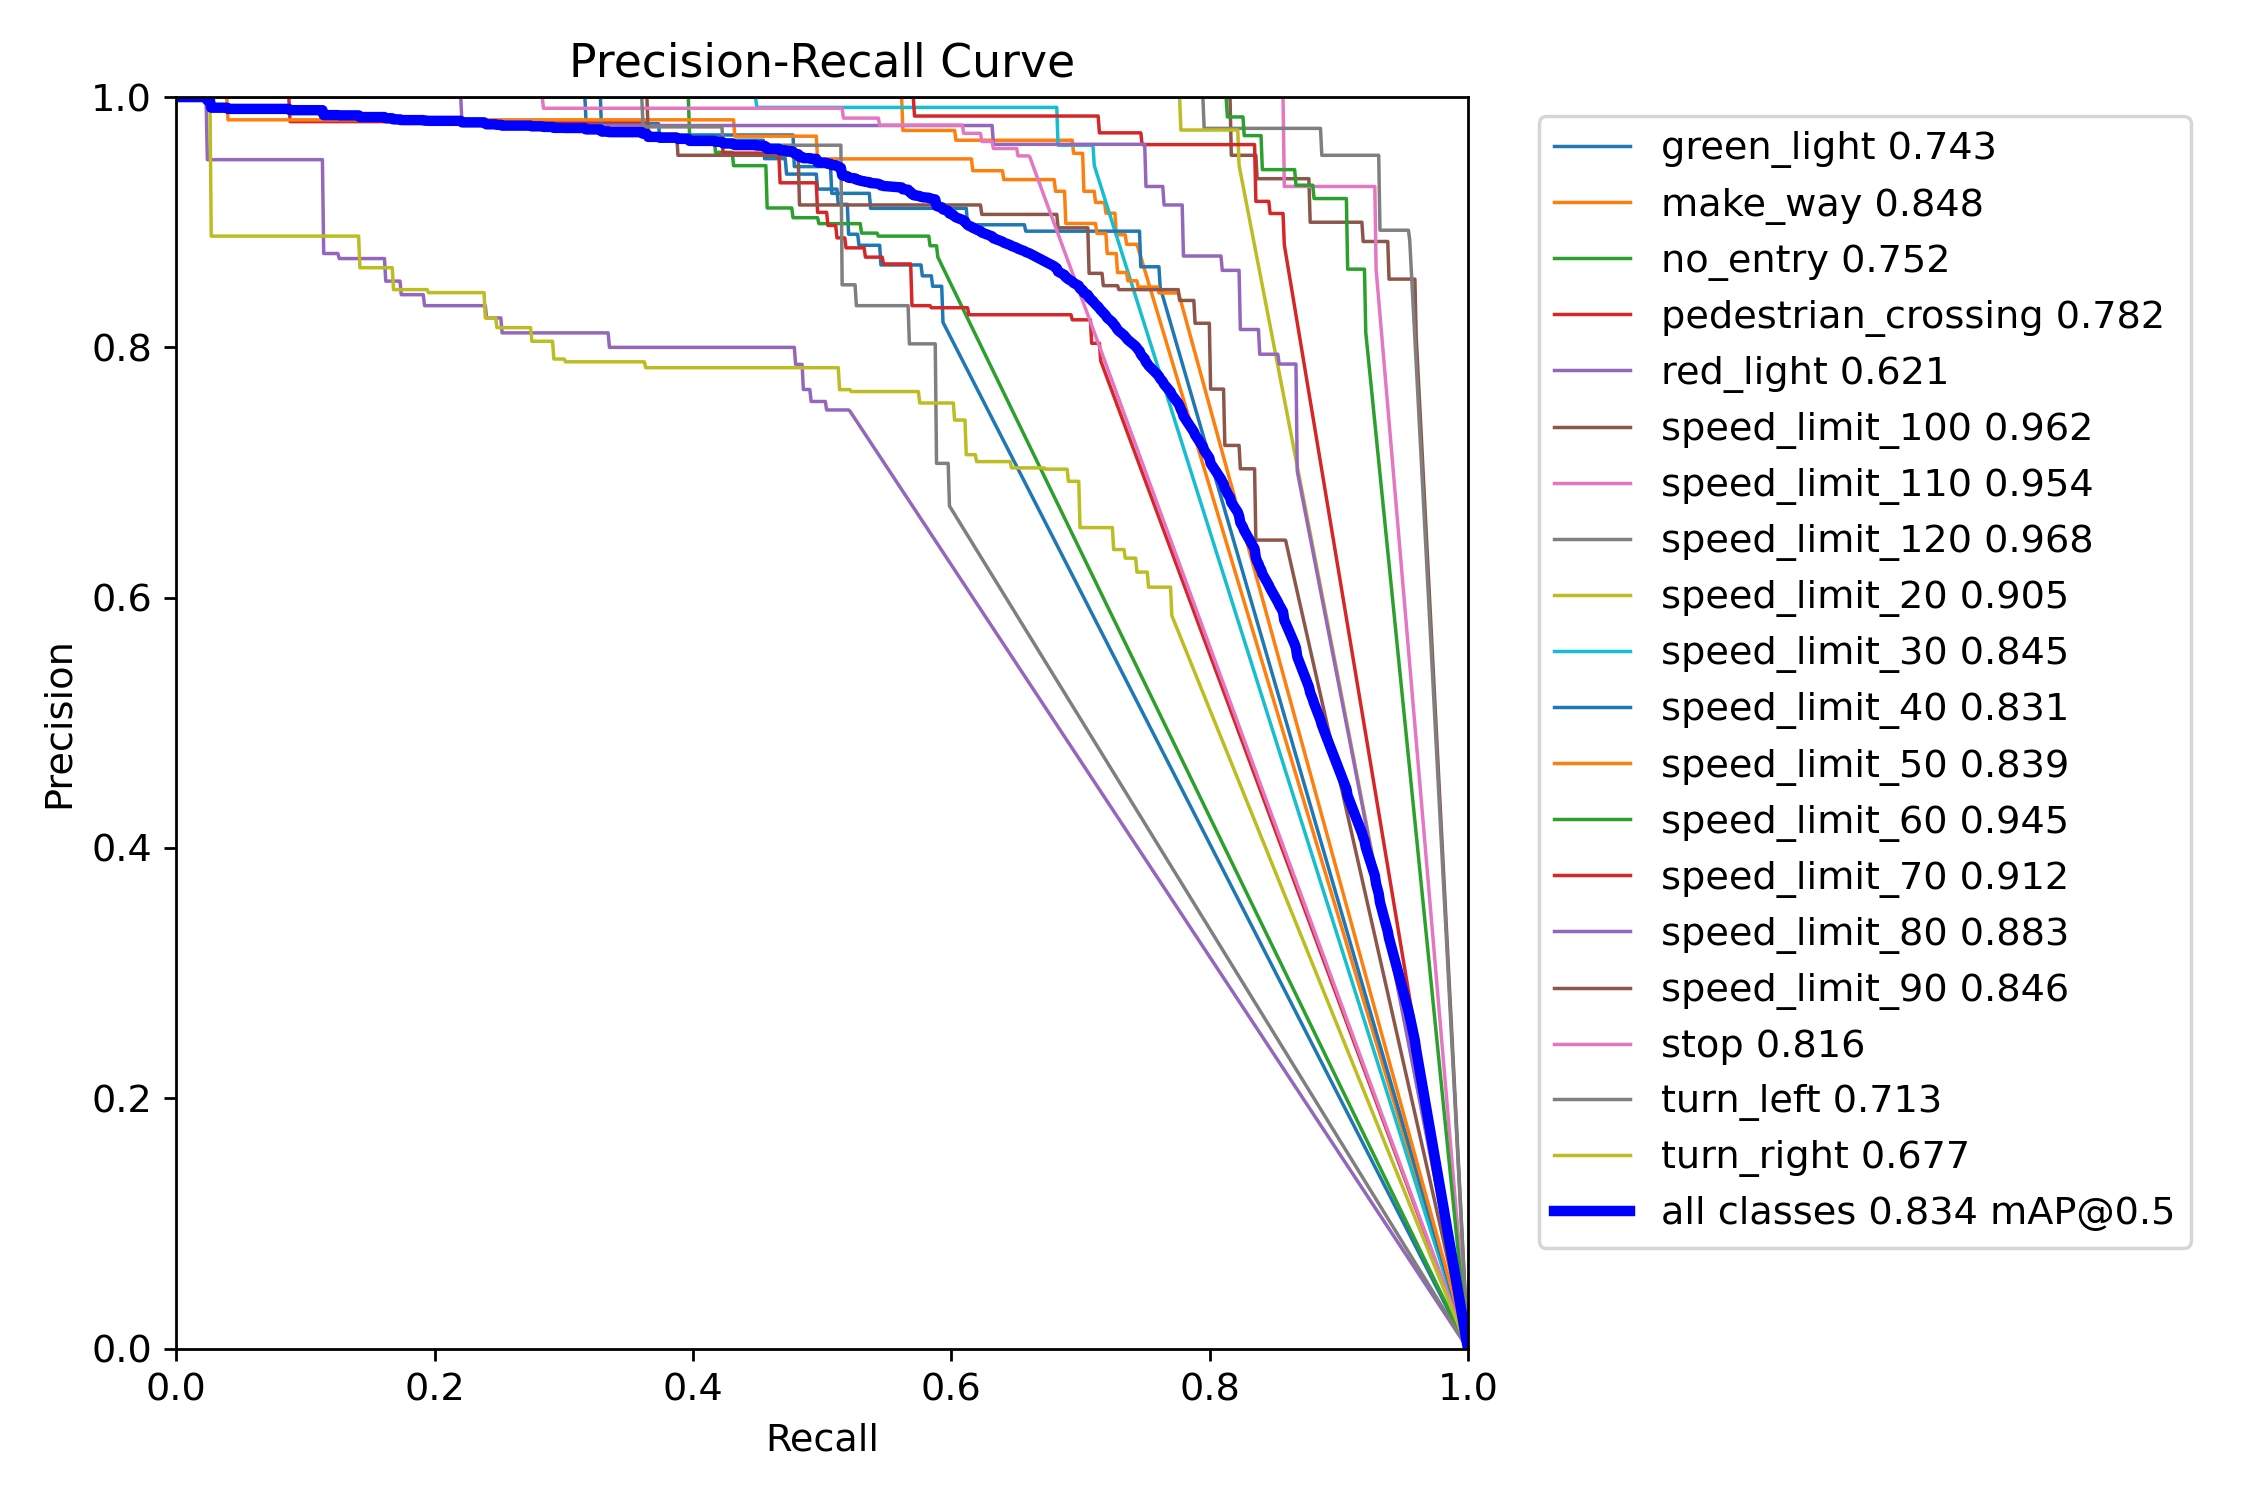 Precision-Recall Curve
1.0
0.8
0.6
0.4
0.2
0.0
Precision
0.0 0.2 0.4 0.6 0.8 1.0
Recall
green_light 0.743
make_way 0.848
no_entry 0.752
pedestrian_crossing 0.782
red_light 0.621
speed_limit_100 0.962
speed_limit_110 0.954
speed_limit_120 0.968
speed_limit_20 0.905
speed_limit_30 0.845
speed_limit_40 0.831
speed_limit_50 0.839
speed_limit_60 0.945
speed_limit_70 0.912
speed_limit_80 0.883
speed_limit_90 0.846
stop 0.816
turn_left 0.713
turn_right 0.677
all classes 0.834 mAP@0.5